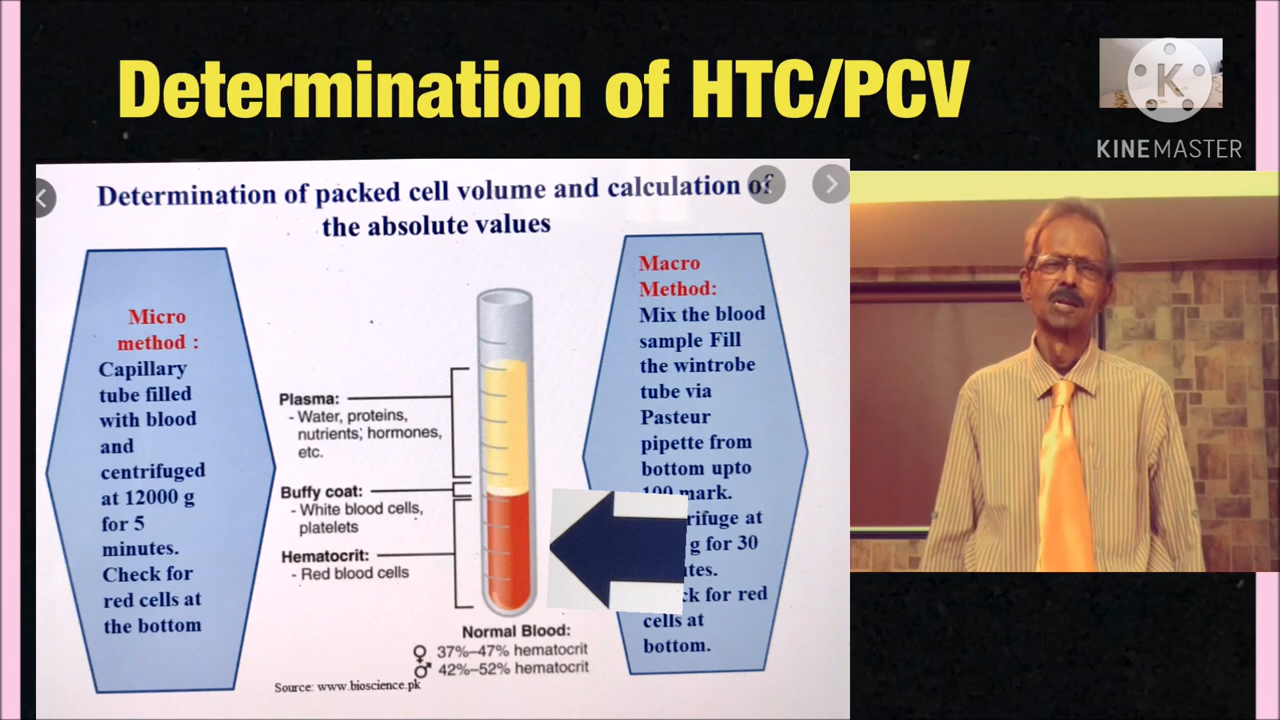 Determination of HTC/PCV
KINEMASTER
Determination of packed cell volume and calculation of
the absolute values
Micro
method :
Capillary
tube filled
with blood
and
centrifuged
at 12000 g
for 5
minutes.
Check for
red cells at
the bottom
Plasma:
- Water, proteins,
nutrients, hormones,
etc.
Buffy coat:
- White blood cells,
platelets
Hematocrit:
- Red blood cells
Normal Blood:
♀ 37%–47% hematocrit
♂ 42%–52% hematocrit
Source: www.bioscience.pk
Macro
Method:
Mix the blood
sample Fill
the wintrobe
tube via
Pasteur
pipette from
bottom upto
100 mark.
at
g for 30
for red
cells at
bottom.